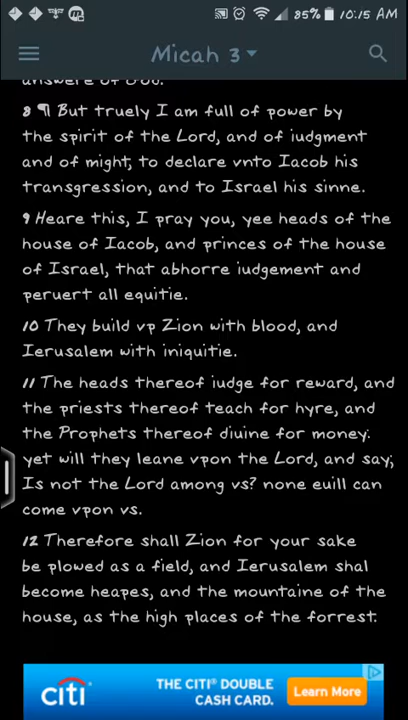 85% 10:15 AM
Micah 3
answere of God.
8 ¶ But truely I am full of power by
the spirit of the Lord, and of iudgment
and of might, to declare vnto Iacob his
transgression, and to Israel his sinne.
9 Heare this, I pray you, yee heads of the
house of Iacob, and princes of the house
of Israel, that abhorre iudgement and
peruert all equitie.
10 They build vp Zion with blood, and
Ierusalem with iniquitie.
11 The heads thereof iudge for reward, and
the priests thereof teach for hyre, and
the Prophets thereof diuine for money:
yet will they leane vpon the Lord, and say;
Is not the Lord among vs? none euill can
come vpon vs.
12 Therefore shall Zion for your sake
be plowed as a field, and Ierusalem shal
become heapes, and the mountaine of the
house, as the high places of the forrest.
citi
THE CITI® DOUBLE
CASH CARD.
Learn More